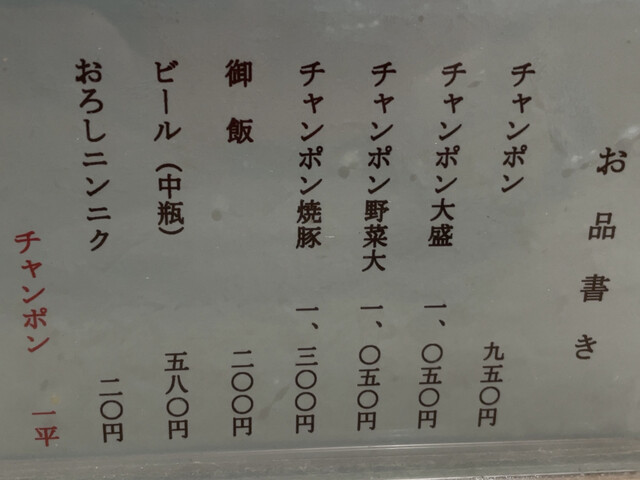 お品書き
チャンポン 九五〇円
チャンポン大盛 一、〇五〇円
チャンポン野菜大 一、〇五〇円
チャンポン焼豚 一、三〇〇円
御飯 二〇〇円
ビール（中瓶） 五八〇円
おろしニンニク 二〇円
チャンポン 一平